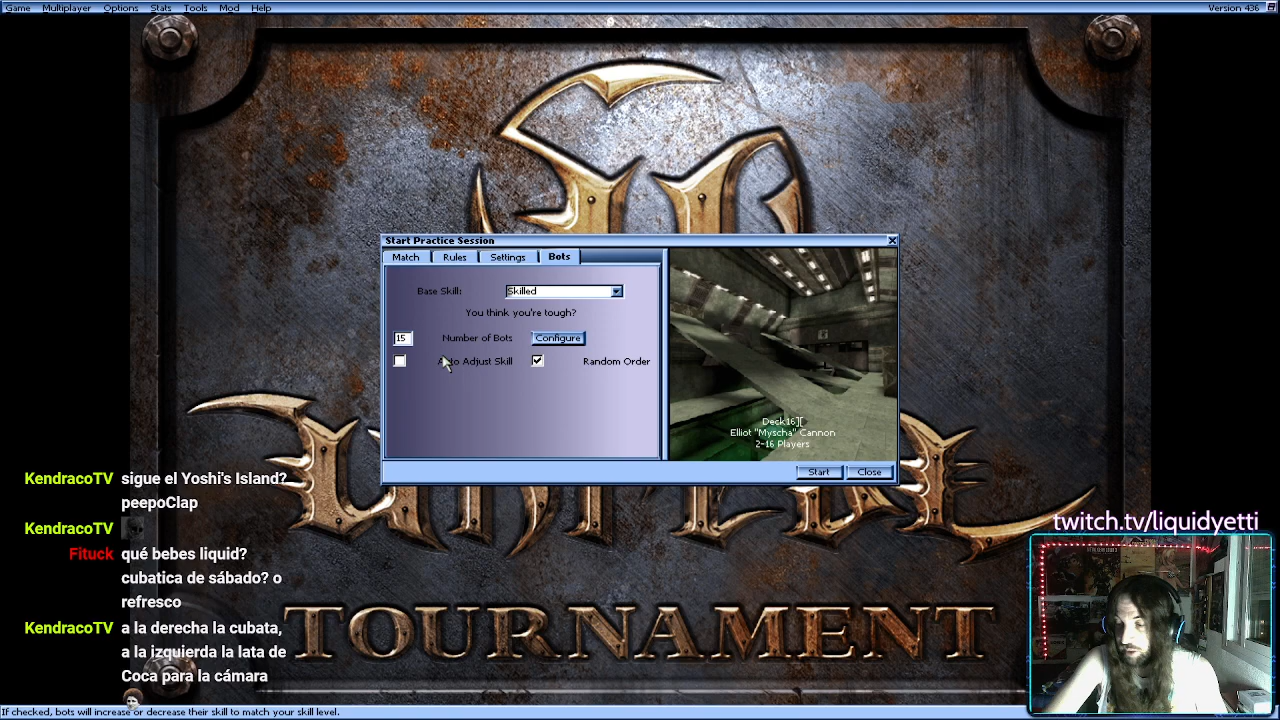 Game Multiplayer Options Stats Tools Mod Help Version 436
Start Practice Session
Match Rules Settings Bots
Base Skill: Skilled
You think you're tough?
15 Number of Bots Configure
Auto Adjust Skill Random Order
Deck16][
Elliot "Myscha" Cannon
2-16 Players
Start Close
UNREAL
TOURNAMENT
KendracoTV sigue el Yoshi's Island?
peepoClap
KendracoTV
Fituck qué bebes liquid?
cubatica de sábado? o
refresco
KendracoTV a la derecha la cubata,
a la izquierda la lata de
Coca para la cámara
twitch.tv/liquidyetti
If checked, bots will increase or decrease their skill to match your skill level.